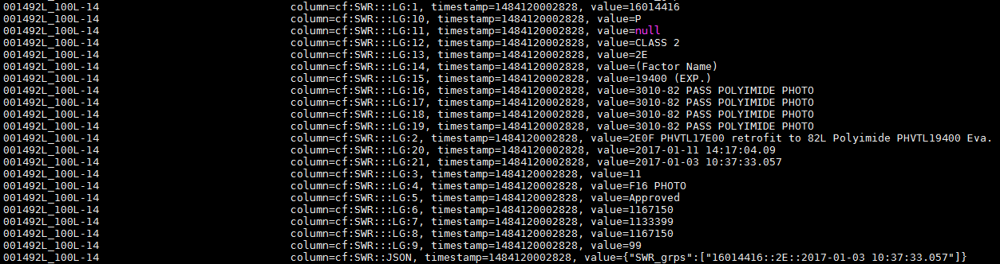 001492L_100L-14 column=cf:SWR:::LG:1, timestamp=1484120002828, value=16014416
001492L_100L-14 column=cf:SWR:::LG:10, timestamp=1484120002828, value=P
001492L_100L-14 column=cf:SWR:::LG:11, timestamp=1484120002828, value=null
001492L_100L-14 column=cf:SWR:::LG:12, timestamp=1484120002828, value=CLASS 2
001492L_100L-14 column=cf:SWR:::LG:13, timestamp=1484120002828, value=2E
001492L_100L-14 column=cf:SWR:::LG:14, timestamp=1484120002828, value=(Factor Name)
001492L_100L-14 column=cf:SWR:::LG:15, timestamp=1484120002828, value=19400 (EXP.)
001492L_100L-14 column=cf:SWR:::LG:16, timestamp=1484120002828, value=3010-82 PASS POLYIMIDE PHOTO
001492L_100L-14 column=cf:SWR:::LG:17, timestamp=1484120002828, value=3010-82 PASS POLYIMIDE PHOTO
001492L_100L-14 column=cf:SWR:::LG:18, timestamp=1484120002828, value=3010-82 PASS POLYIMIDE PHOTO
001492L_100L-14 column=cf:SWR:::LG:19, timestamp=1484120002828, value=3010-82 PASS POLYIMIDE PHOTO
001492L_100L-14 column=cf:SWR:::LG:2, timestamp=1484120002828, value=2E0F PHVTL17E00 retrofit to 82L Polyimide PHVTL19400 Eva.
001492L_100L-14 column=cf:SWR:::LG:20, timestamp=1484120002828, value=2017-01-11 14:17:04.09
001492L_100L-14 column=cf:SWR:::LG:21, timestamp=1484120002828, value=2017-01-03 10:37:33.057
001492L_100L-14 column=cf:SWR:::LG:3, timestamp=1484120002828, value=11
001492L_100L-14 column=cf:SWR:::LG:4, timestamp=1484120002828, value=F16 PHOTO
001492L_100L-14 column=cf:SWR:::LG:5, timestamp=1484120002828, value=Approved
001492L_100L-14 column=cf:SWR:::LG:6, timestamp=1484120002828, value=1167150
001492L_100L-14 column=cf:SWR:::LG:7, timestamp=1484120002828, value=1133399
001492L_100L-14 column=cf:SWR:::LG:8, timestamp=1484120002828, value=1167150
001492L_100L-14 column=cf:SWR:::LG:9, timestamp=1484120002828, value=99
001492L_100L-14 column=cf:SWR::JSON, timestamp=1484120002828, value={"SWR_grps":["16014416::2E::2017-01-03 10:37:33.057"]}